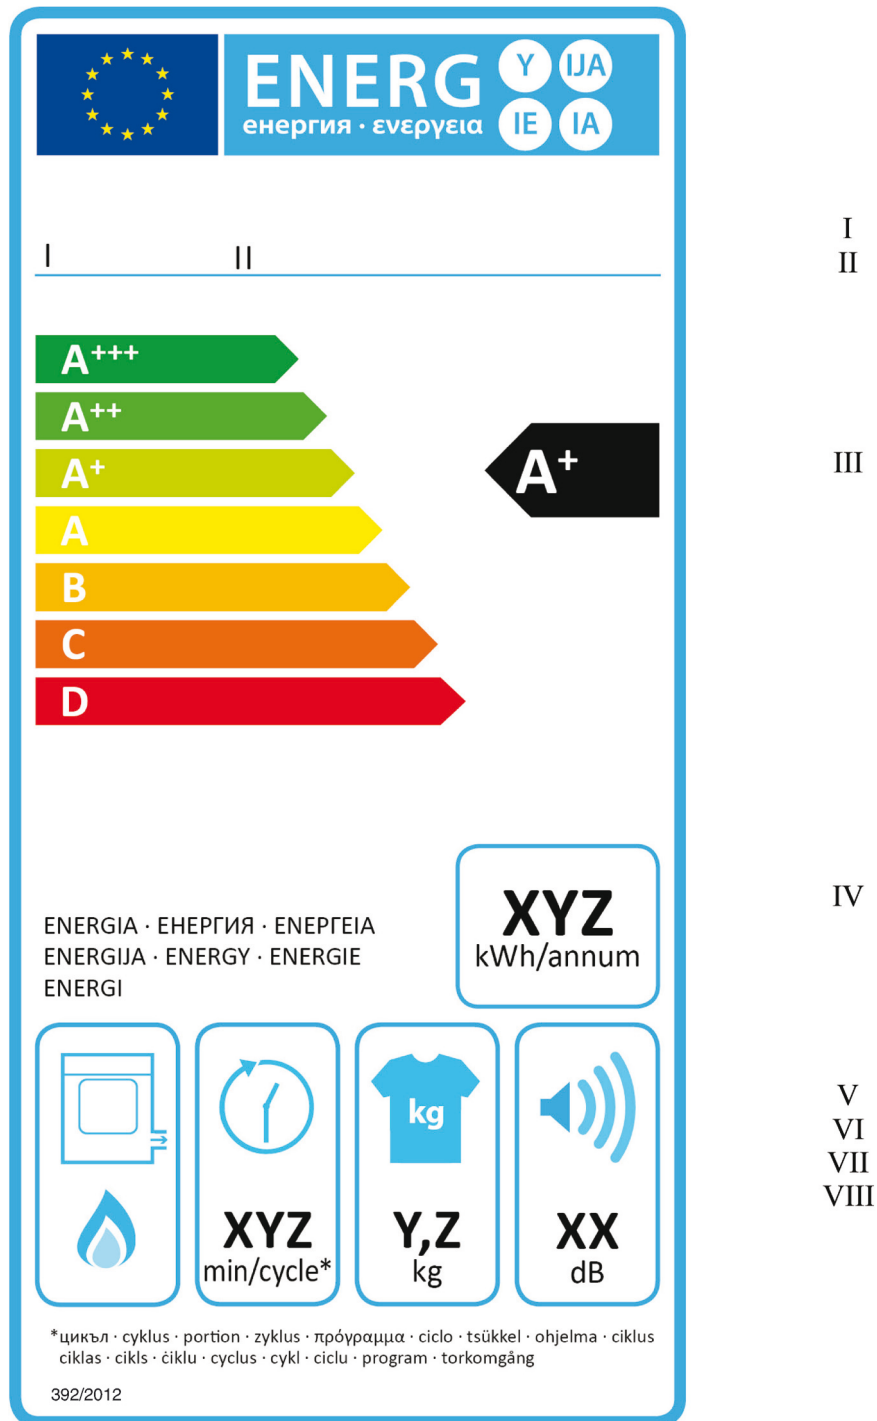 ENERG Y IJA
енергия · ενεργεια IE IA
I
I II
II
A+++
A++
A+ A+ III
A
B
C
D
XYZ IV
kWh/annum
ENERGIA · ЕНЕРГИЯ · ΕΝΕΡΓΕΙΑ
ENERGIJA · ENERGY · ENERGIE
ENERGI
kg
V
VI
VII
VIII
XYZ
min/cycle*
Y,Z
kg
XX
dB
*цикъл · cyklus · portion · zyklus · πρόγραμμα · ciclo · tsükkel · ohjelma · ciklus
ciklas · cikls · ċiklu · cyclus · cykl · ciclu · program · torkomgång
392/2012